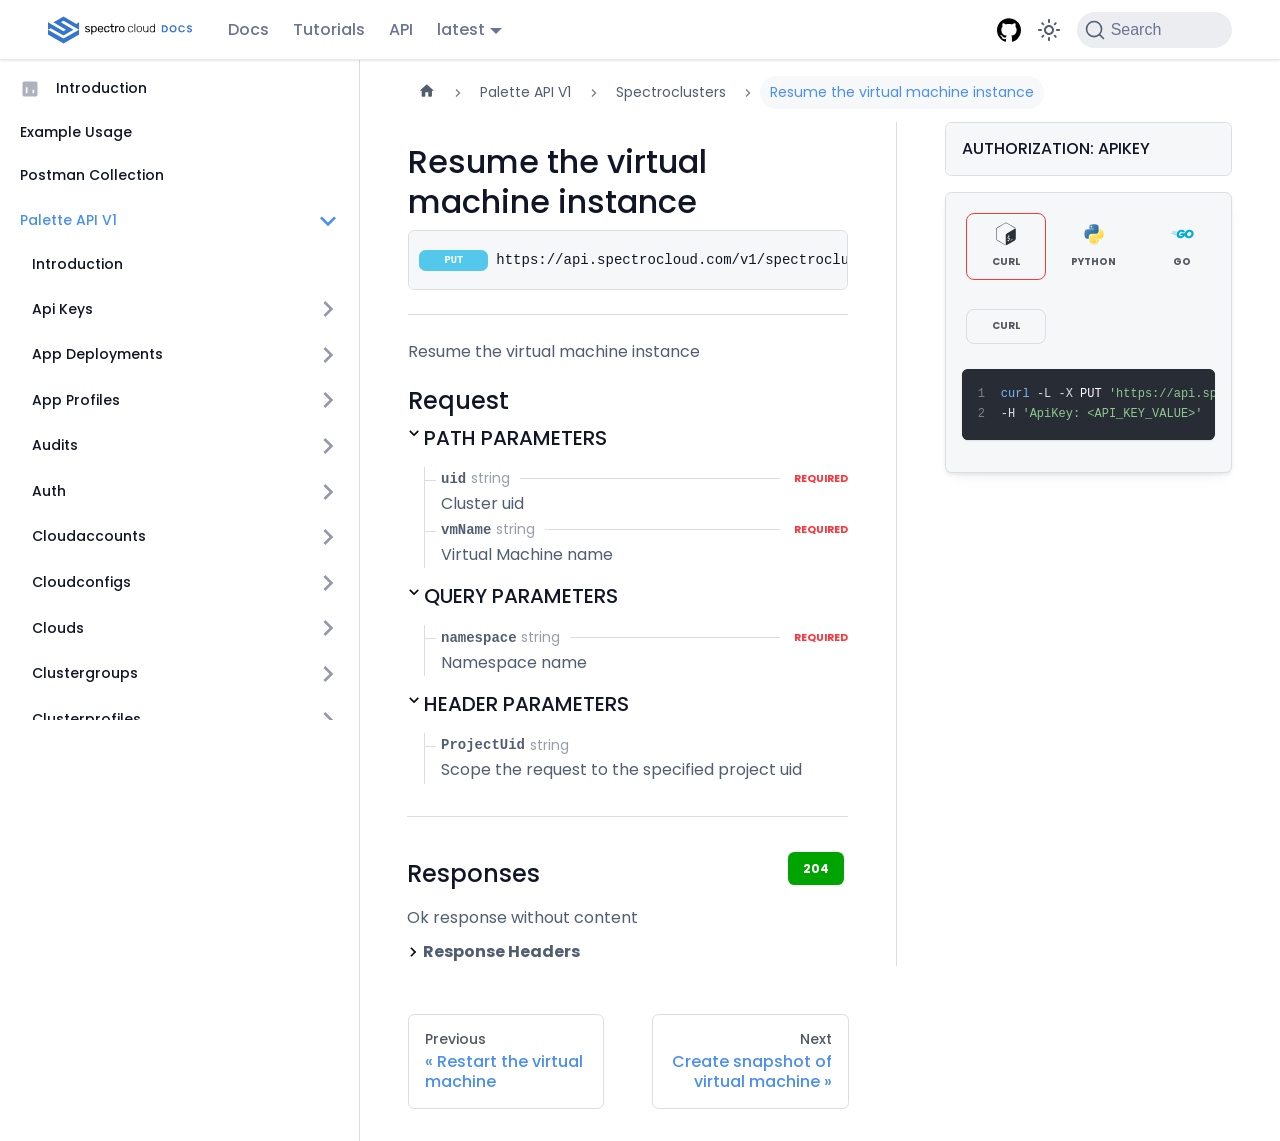 spectro cloud DOCS
Docs Tutorials API latest
Search
Introduction
Example Usage
Postman Collection
Palette API V1
Introduction
Api Keys
App Deployments
App Profiles
Audits
Auth
Cloudaccounts
Cloudconfigs
Clouds
Clustergroups
Clusterprofiles
Palette API V1
Spectroclusters
Resume the virtual machine instance
Resume the virtual
machine instance
PUT https://api.spectrocloud.com/v1/spectroclu
Resume the virtual machine instance
Request
PATH PARAMETERS
uid string REQUIRED
Cluster uid
vmName string REQUIRED
Virtual Machine name
QUERY PARAMETERS
namespace string REQUIRED
Namespace name
HEADER PARAMETERS
ProjectUid string
Scope the request to the specified project uid
Responses
204
Ok response without content
Response Headers
Previous
« Restart the virtual
machine
Next
Create snapshot of
virtual machine »
AUTHORIZATION: APIKEY
CURL PYTHON GO
CURL
1 curl -L -X PUT 'https://api.sp
2 -H 'ApiKey: <API_KEY_VALUE>'